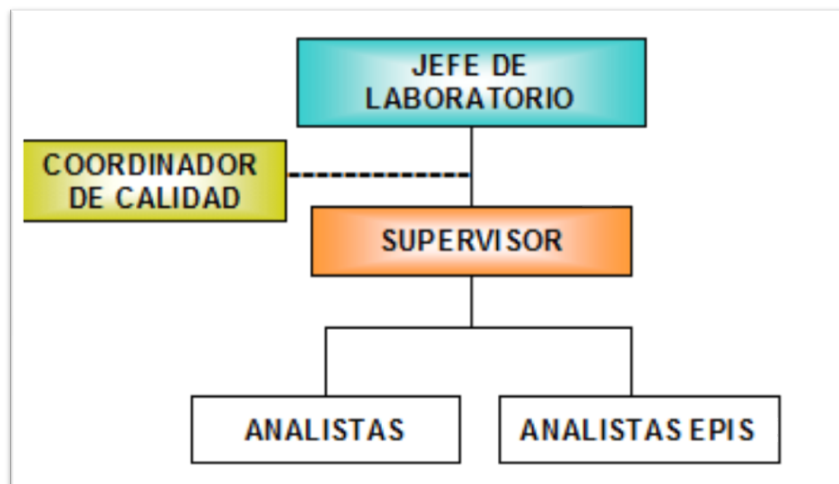 JEFE DE
LABORATORIO
COORDINADOR
DE CALIDAD
SUPERVISOR
ANALISTAS
ANALISTAS EPIS